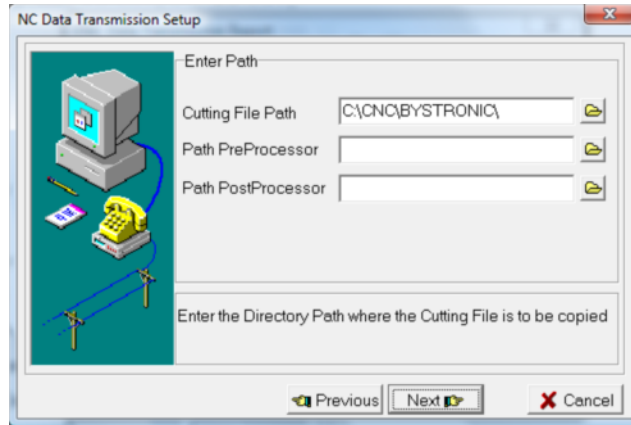 NC Data Transmission Setup
Enter Path
Cutting File Path C:\CNC\BYSTRONIC\
Path PreProcessor
Path PostProcessor
Enter the Directory Path where the Cutting File is to be copied
Previous Next Cancel